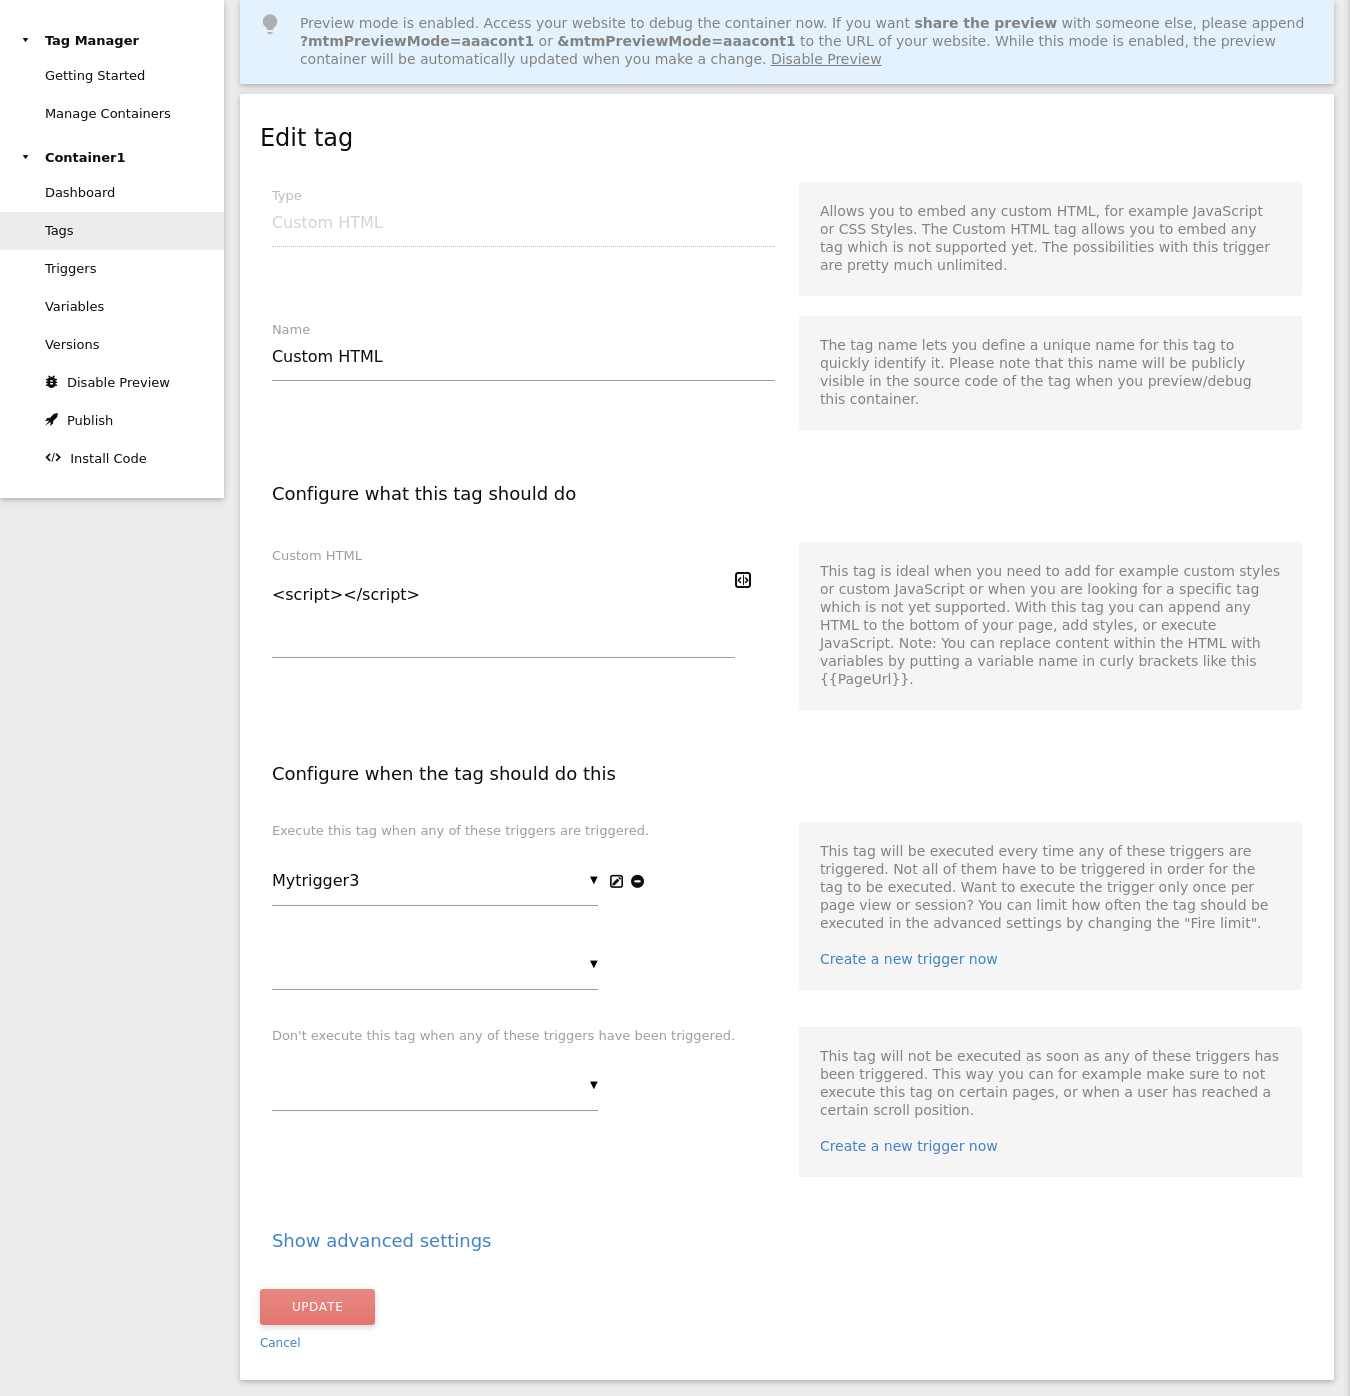 Tag Manager
Getting Started
Manage Containers
Container1
Dashboard
Tags
Triggers
Variables
Versions
Disable Preview
Publish
Install Code
Preview mode is enabled. Access your website to debug the container now. If you want share the preview with someone else, please append
?mtmPreviewMode=aaacont1 or &mtmPreviewMode=aaacont1 to the URL of your website. While this mode is enabled, the preview
container will be automatically updated when you make a change. Disable Preview
Edit tag
Type
Custom HTML
Allows you to embed any custom HTML, for example JavaScript
or CSS Styles. The Custom HTML tag allows you to embed any
tag which is not supported yet. The possibilities with this trigger
are pretty much unlimited.
Name
Custom HTML
The tag name lets you define a unique name for this tag to
quickly identify it. Please note that this name will be publicly
visible in the source code of the tag when you preview/debug
this container.
Configure what this tag should do
Custom HTML
<script></script>
This tag is ideal when you need to add for example custom styles
or custom JavaScript or when you are looking for a specific tag
which is not yet supported. With this tag you can append any
HTML to the bottom of your page, add styles, or execute
JavaScript. Note: You can replace content within the HTML with
variables by putting a variable name in curly brackets like this
{{PageUrl}}.
Configure when the tag should do this
Execute this tag when any of these triggers are triggered.
Mytrigger3
This tag will be executed every time any of these triggers are
triggered. Not all of them have to be triggered in order for the
tag to be executed. Want to execute the trigger only once per
page view or session? You can limit how often the tag should be
executed in the advanced settings by changing the "Fire limit".
Create a new trigger now
Don't execute this tag when any of these triggers have been triggered.
This tag will not be executed as soon as any of these triggers has
been triggered. This way you can for example make sure to not
execute this tag on certain pages, or when a user has reached a
certain scroll position.
Create a new trigger now
Show advanced settings
UPDATE
Cancel